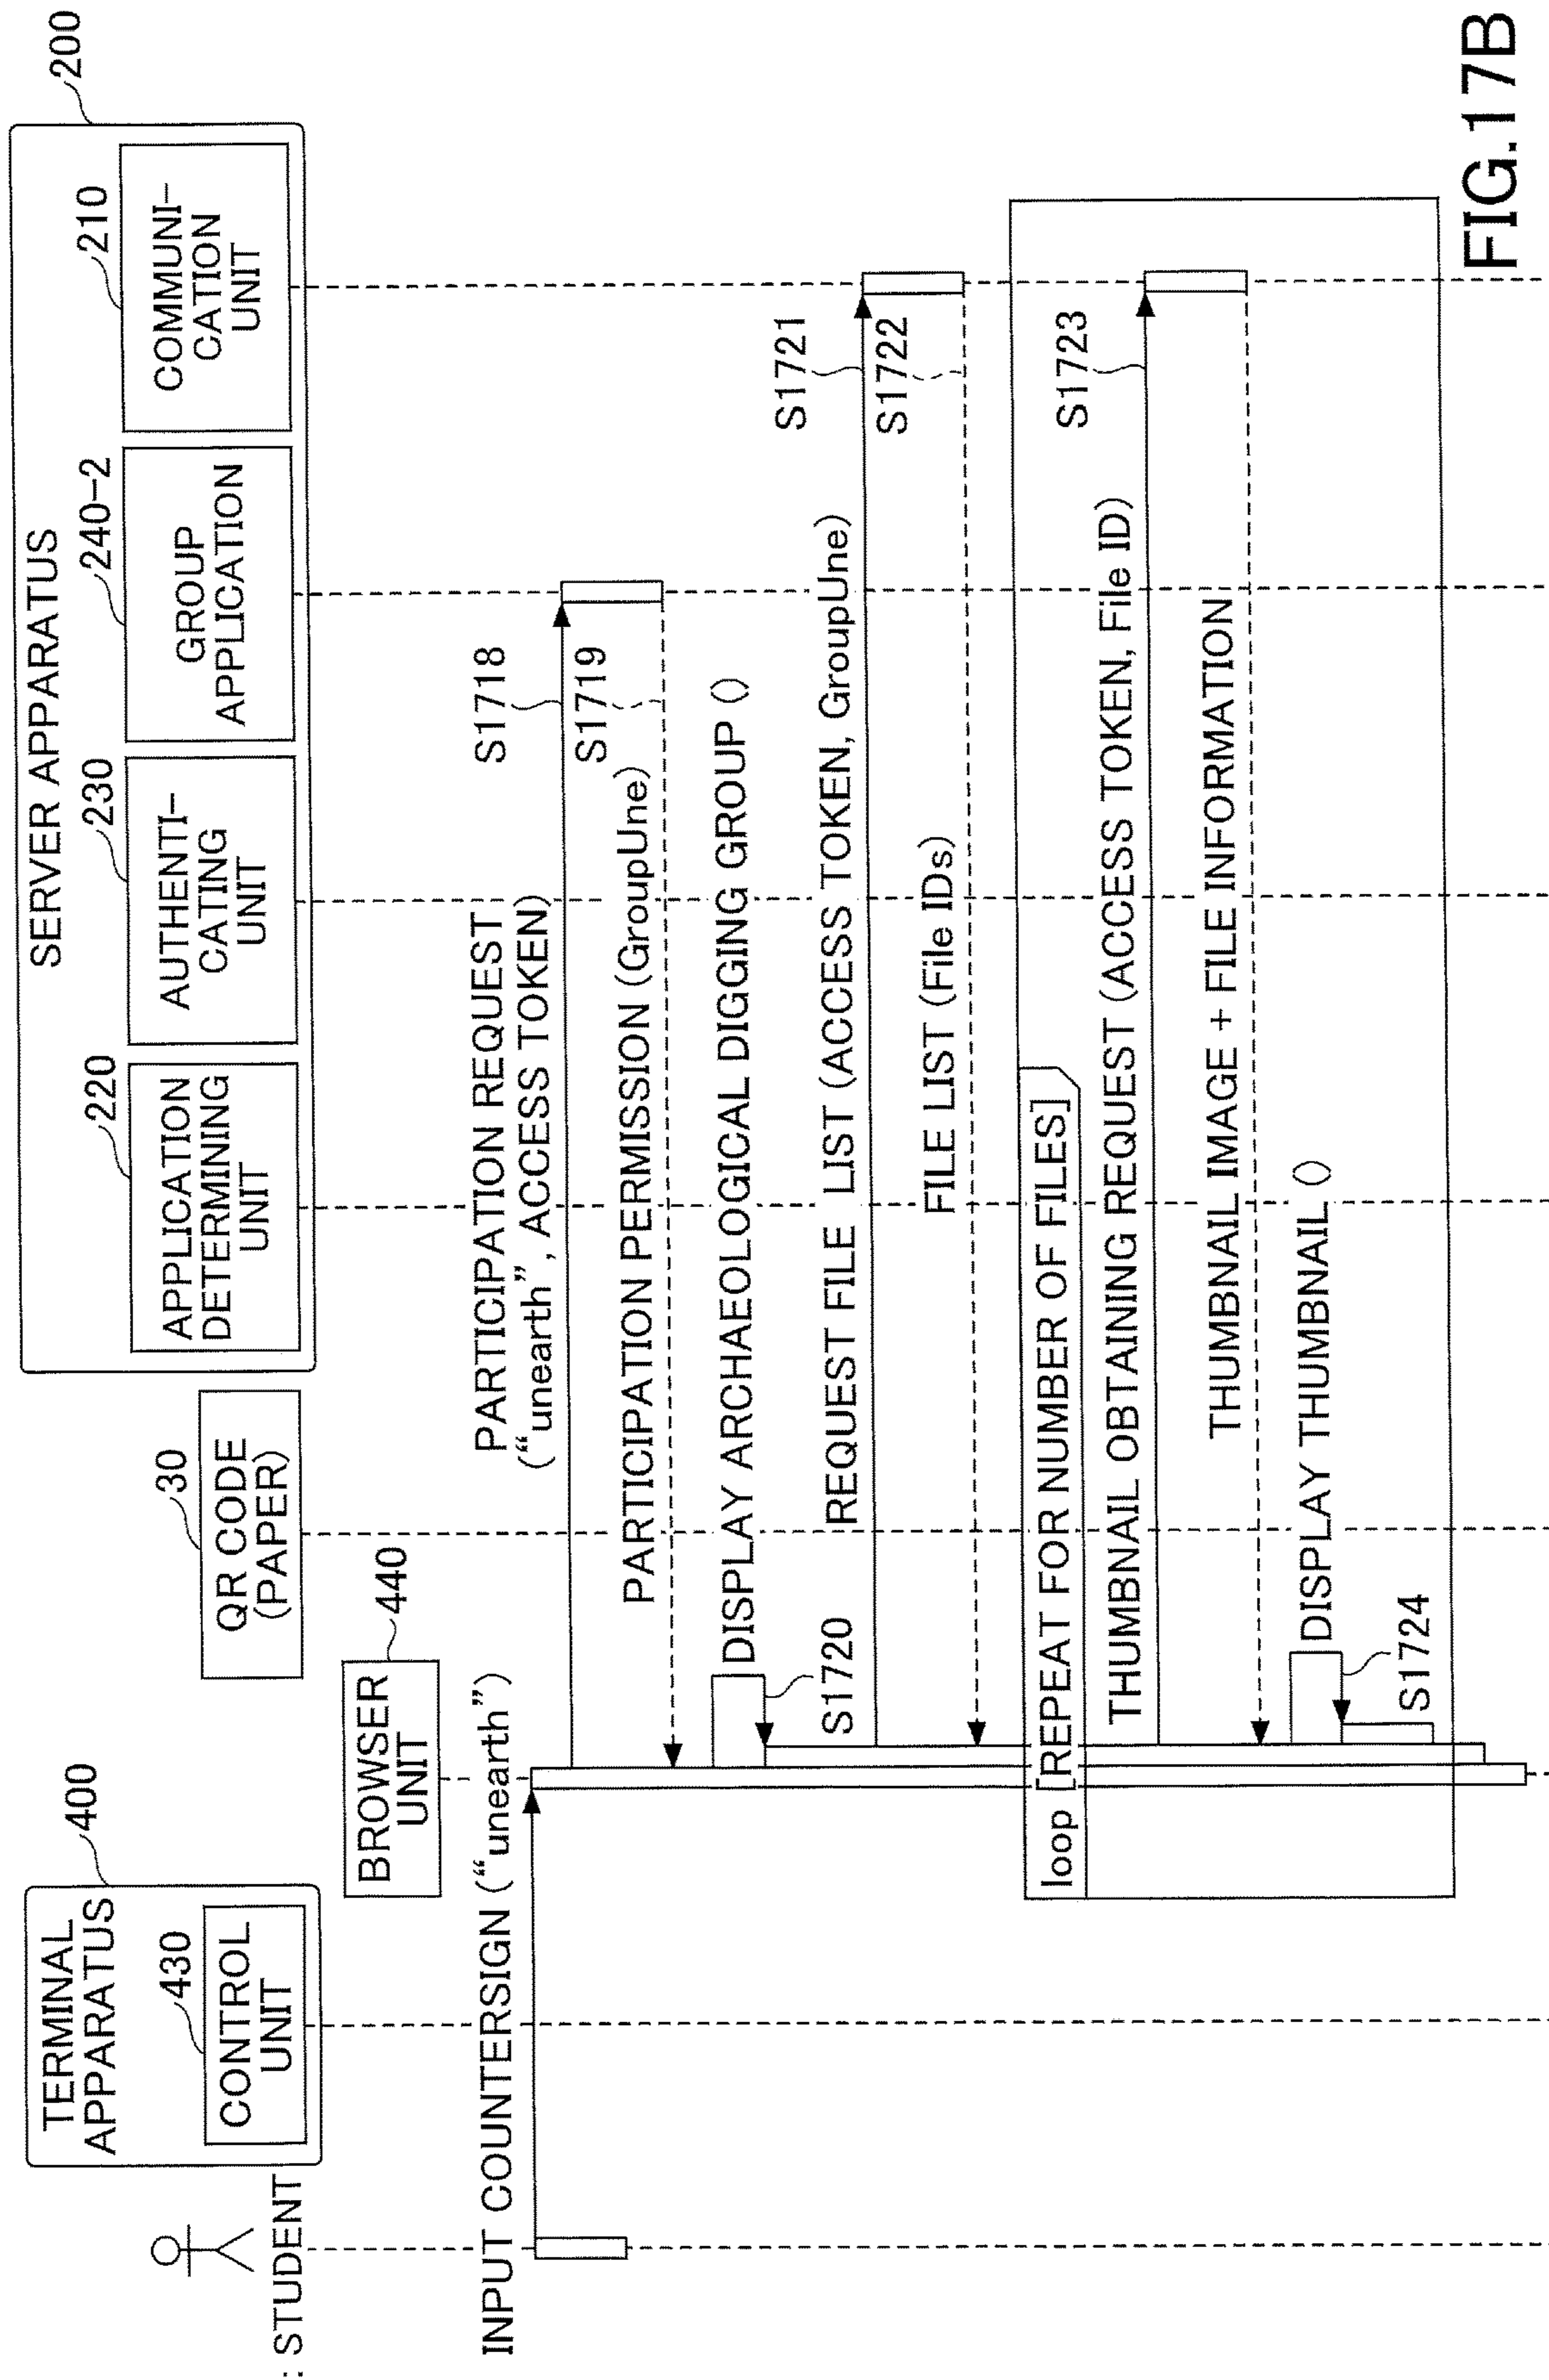 SERVER APPARATUS
200
TERMINAL
APPARATUS
400
430
CONTROL
UNIT
: STUDENT
BROWSER
UNIT
440
QR CODE
(PAPER)
30
APPLICATION
DETERMINING
UNIT
220
AUTHENTI-
CATING
UNIT
230
GROUP
APPLICATION
240-2
COMMUNI-
CATION
UNIT
210
INPUT COUNTERSIGN (“unearth”)
PARTICIPATION REQUEST
(“unearth”, ACCESS TOKEN)
S1718
PARTICIPATION PERMISSION (GroupUne)
S1719
DISPLAY ARCHAEOLOGICAL DIGGING GROUP ()
S1720
REQUEST FILE LIST (ACCESS TOKEN, GroupUne)
S1721
FILE LIST (File IDs)
S1722
loop [REPEAT FOR NUMBER OF FILES]
THUMBNAIL OBTAINING REQUEST (ACCESS TOKEN, File ID)
S1723
THUMBNAIL IMAGE + FILE INFORMATION
DISPLAY THUMBNAIL ()
S1724
FIG.17B